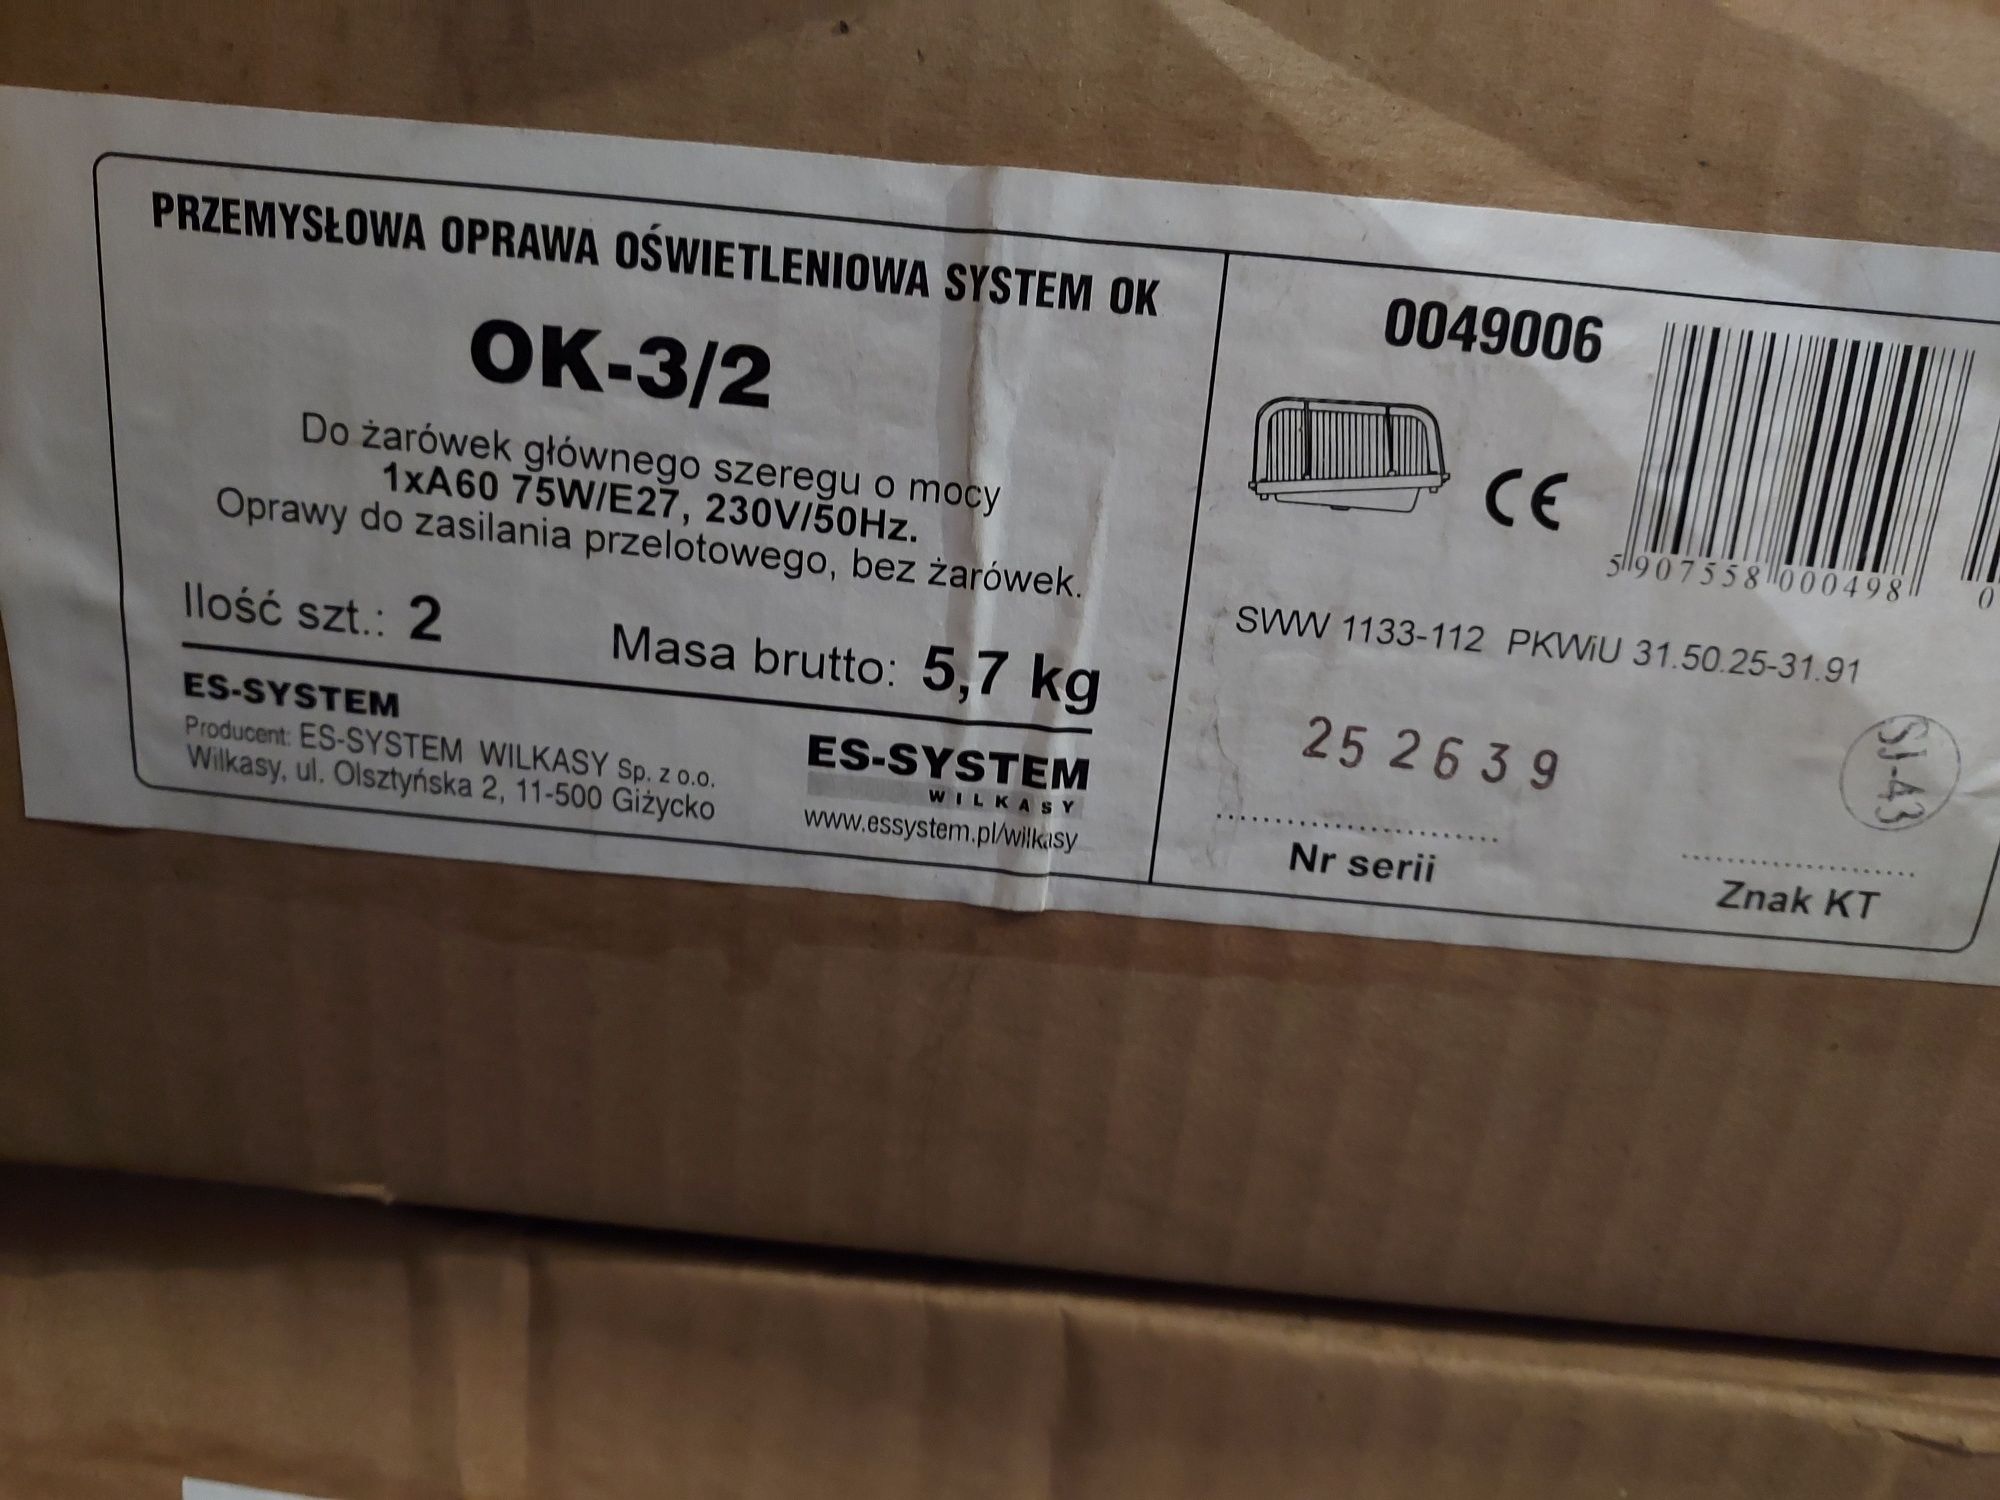 PRZEMYSŁOWA OPRAWA OŚWIETLENIOWA SYSTEM OK
OK-3/2
Do żarówek głównego szeregu o mocy
1xA60 75W/E27, 230V/50Hz.
Oprawy do zasilania przelotowego, bez żarówek.
Ilość szt.: 2 Masa brutto: 5,7 kg
ES-SYSTEM
Producent: ES-SYSTEM WILKASY Sp. z o.o.
Wilkasy, ul. Olsztyńska 2, 11-500 Giżycko
ES-SYSTEM
WILKASY
www.essystem.pl/wilkasy
0049006
CE
5 907558 000498
0
SWW 1133-112 PKWiU 31.50.25-31.91
252639
SJ-43
Nr serii
Znak KT